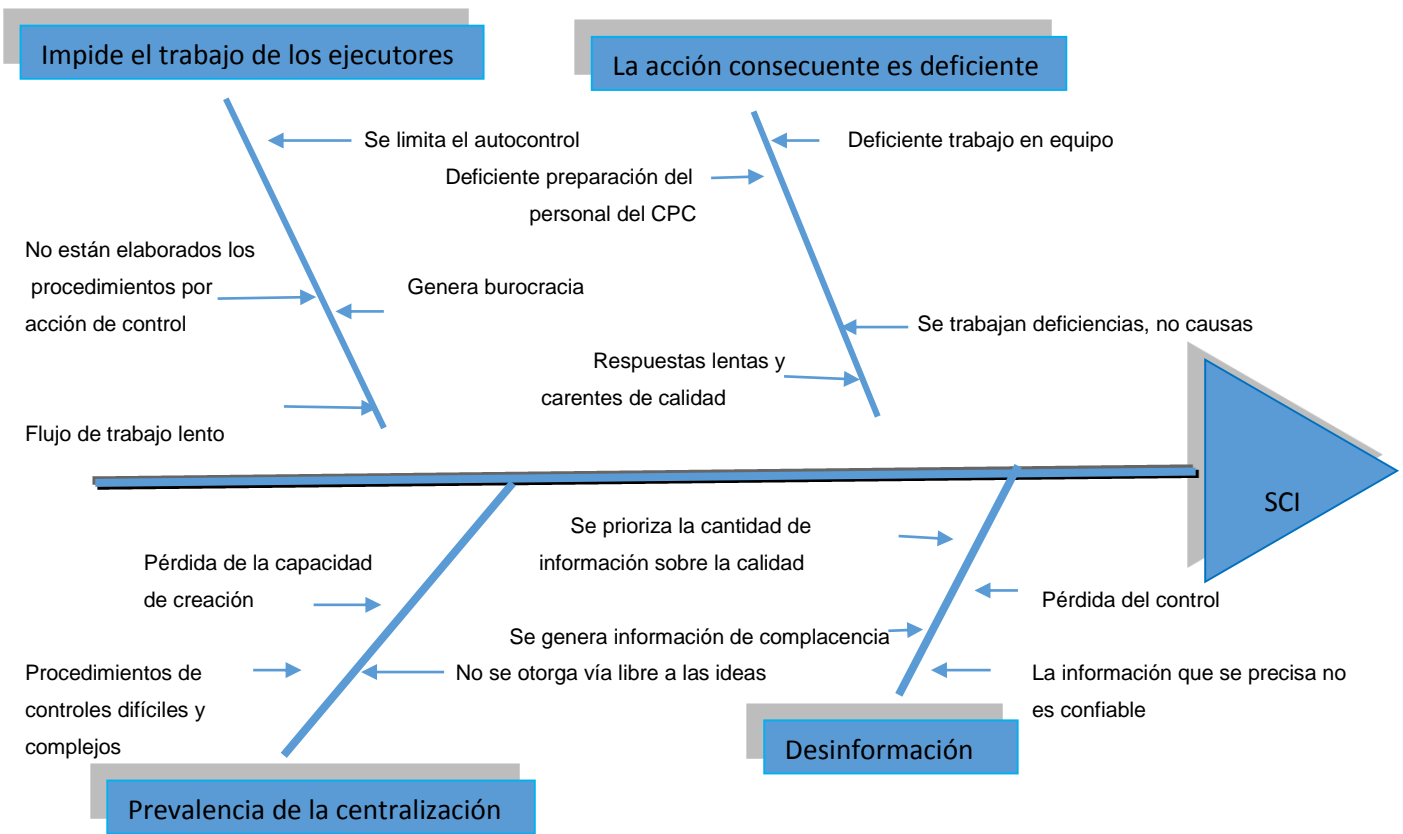 Impide el trabajo de los ejecutores
La acción consecuente es deficiente
Se limita el autocontrol
Deficiente trabajo en equipo
Deficiente preparación del
personal del CPC
No están elaborados los
procedimientos por
acción de control
Genera burocracia
Se trabajan deficiencias, no causas
Respuestas lentas y
carentes de calidad
Flujo de trabajo lento
SCI
Se prioriza la cantidad de
información sobre la calidad
Pérdida de la capacidad
de creación
Pérdida del control
Se genera información de complacencia
No se otorga vía libre a las ideas
Procedimientos de
controles difíciles y
complejos
La información que se precisa no
es confiable
Desinformación
Prevalencia de la centralización